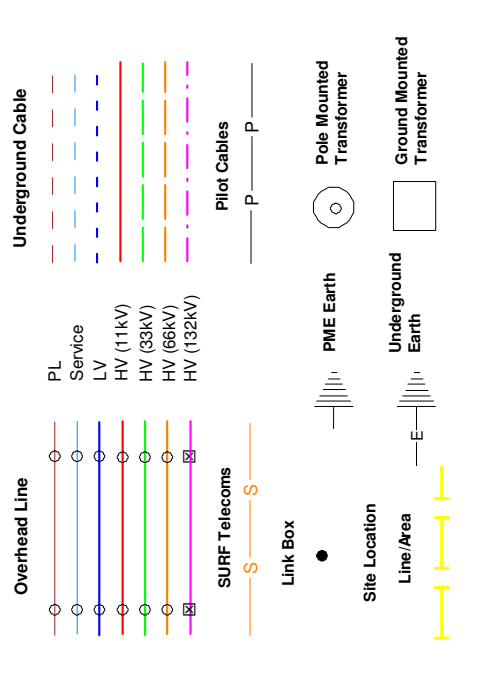 Overhead Line
Underground Cable
PL
Service
LV
HV (11kV)
HV (33kV)
HV (66kV)
HV (132kV)
SURF Telecoms
Pilot Cables
S
S
P
P
Link Box
PME Earth
Pole Mounted
Transformer
Site Location
Line/Area
Underground
Earth
E
Ground Mounted
Transformer